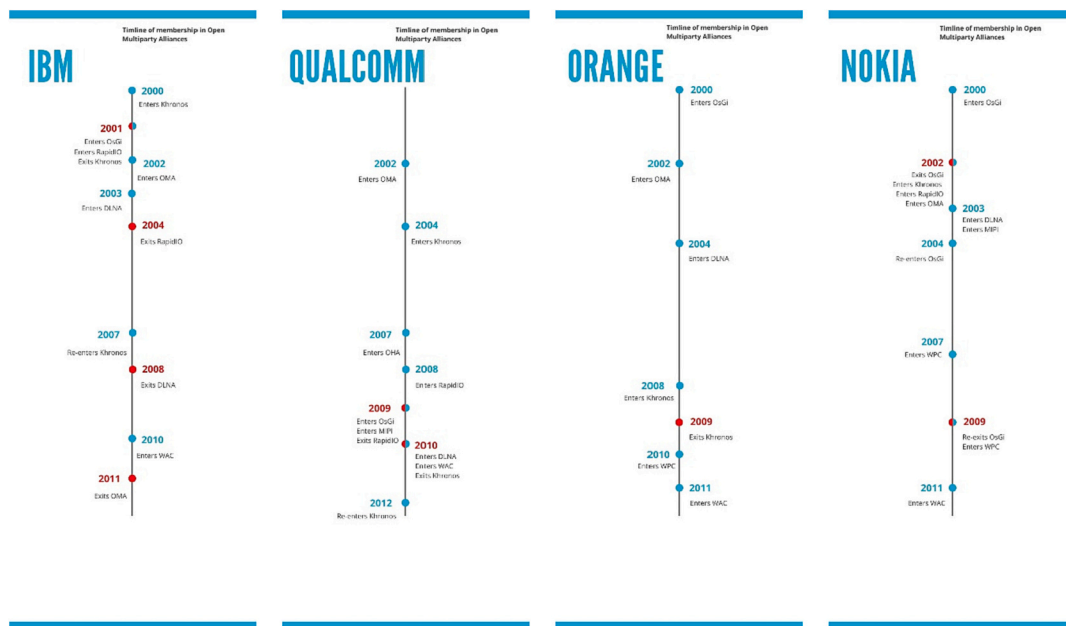 Timline of membership in Open
Multiparty Alliances
IBM
2000
Enters Khronos
2001
Enters OsGi
Enters RapidIO
Exits Khronos
2002
Enters OMA
2003
Enters DLNA
2004
Exits RapidIO
2007
Re-enters Khronos
2008
Exits DLNA
2010
Enters WAC
2011
Exits OMA
Timline of membership in Open
Multiparty Alliances
QUALCOMM
2002
Enters OMA
2004
Enters Khronos
2007
Enters OHA
2008
Enters RapidIO
2009
Enters OsGi
Enters MIPI
Exits RapidIO
2010
Enters DLNA
Enters WAC
Exits Khronos
2012
Re-enters Khronos
Timline of membership in Open
Multiparty Alliances
ORANGE
2000
Enters OsGi
2002
Enters OMA
2004
Enters DLNA
2008
Enters Khronos
2009
Exits Khronos
2010
Enters WPC
2011
Enters WAC
Timline of membership in Open
Multiparty Alliances
NOKIA
2000
Enters OsGi
2002
Exits OsGi
Enters Khronos
Enters RapidIO
Enters OMA
2003
Enters DLNA
Enters MIPI
2004
Re-enters OsGi
2007
Enters WPC
2009
Re-exits OsGi
Enters WPC
2011
Enters WAC